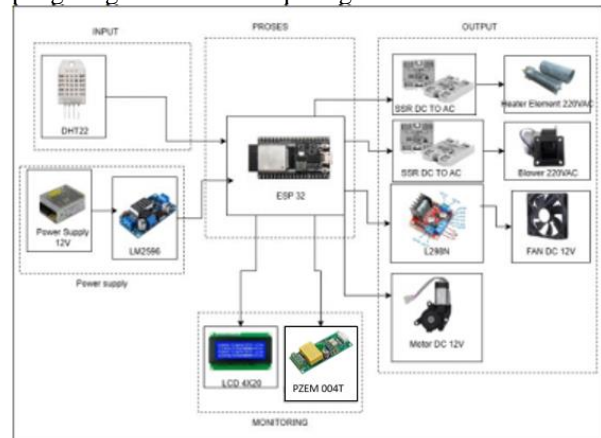 INPUT
PROSES
OUTPUT
DHT22
Power Supply
12V
LM2596
Power supply
ESP 32
SSR DC TO AC
Heater Element 220VAC
SSR DC TO AC
Blower 220VAC
L298N
FAN DC 12V
Motor DC 12V
LCD 4X20
PZEM 004T
MONITORING